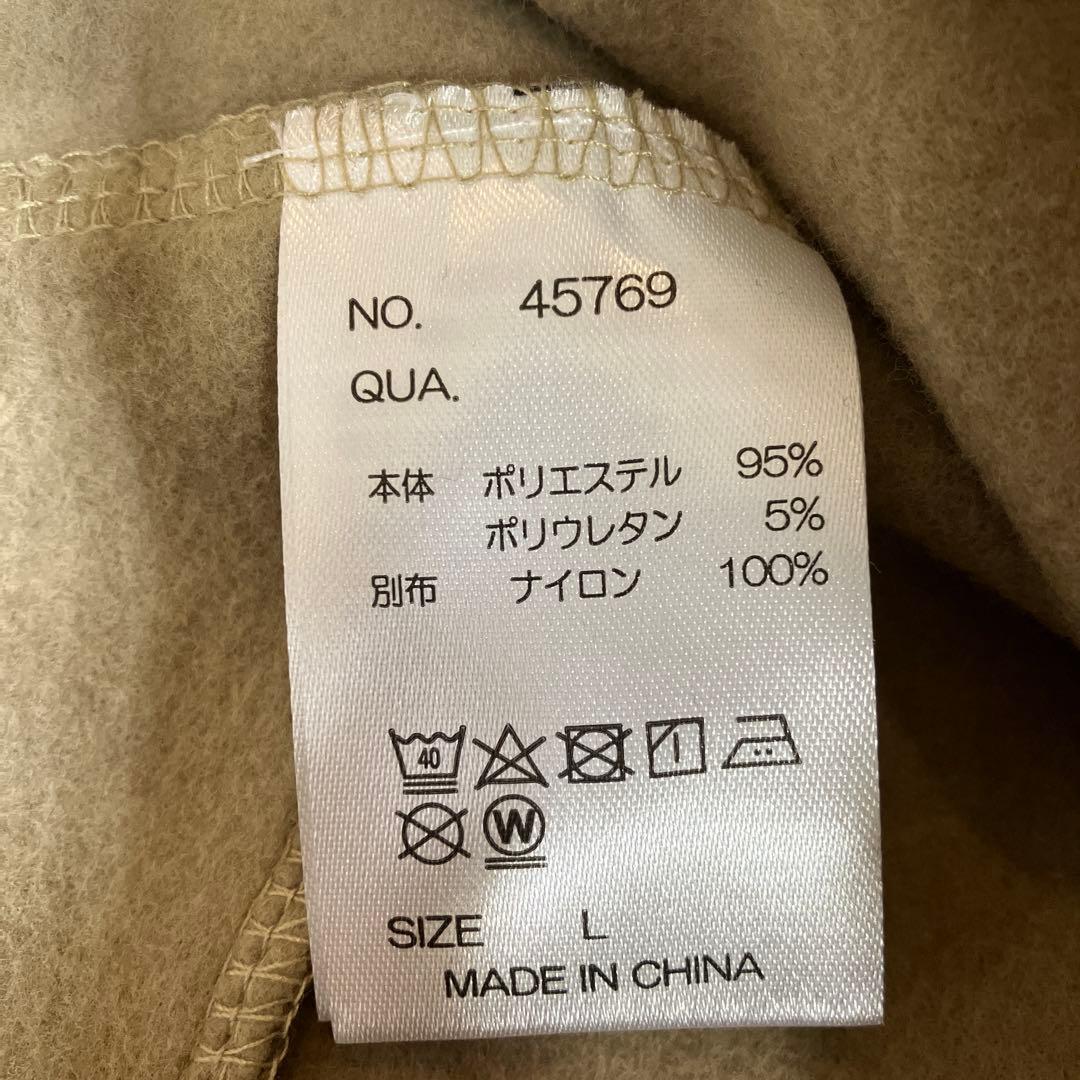 NO. 45769
QUA.
本体 ポリエステル 95%
ポリウレタン 5%
別布 ナイロン 100%
40
W
SIZE L
MADE IN CHINA